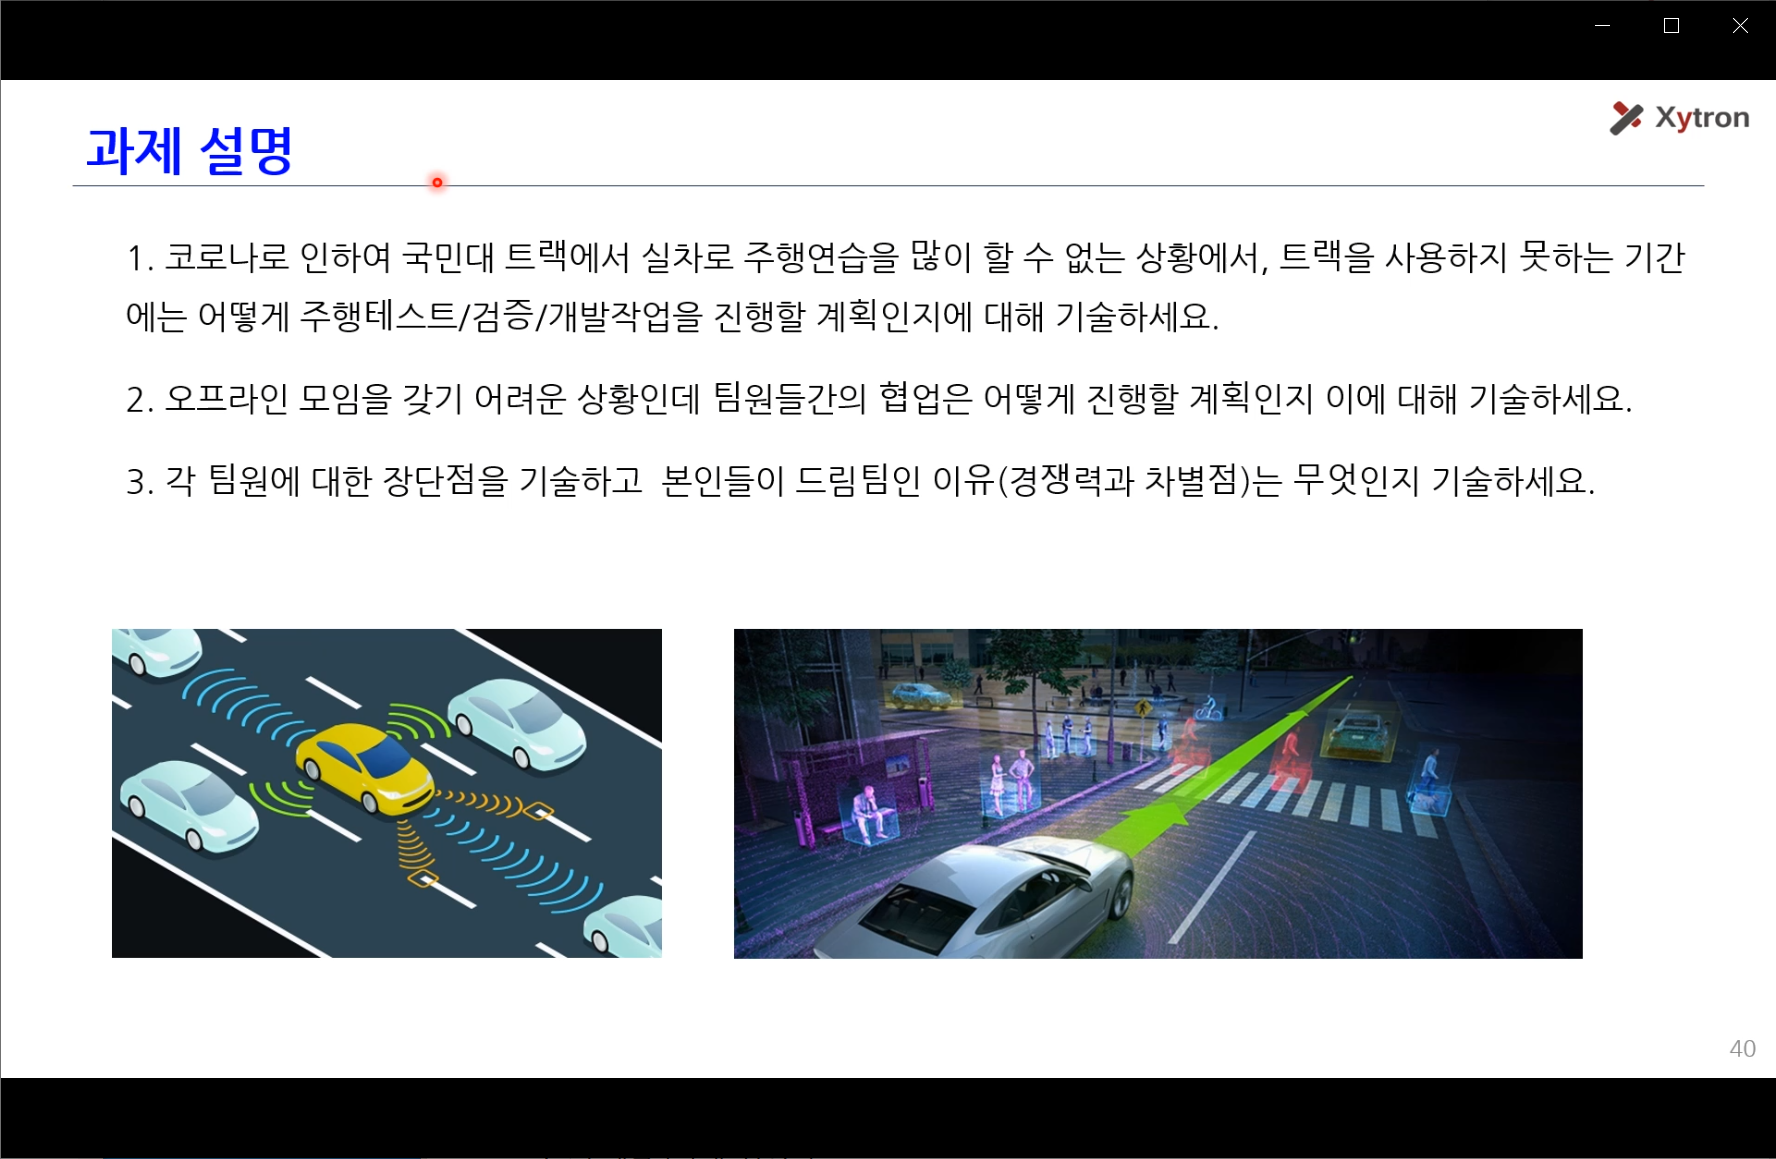 Xytron
과제 설명
1. 코로나로 인하여 국민대 트랙에서 실차로 주행연습을 많이 할 수 없는 상황에서, 트랙을 사용하지 못하는 기간
에는 어떻게 주행테스트/검증/개발작업을 진행할 계획인지에 대해 기술하세요.
2. 오프라인 모임을 갖기 어려운 상황인데 팀원들간의 협업은 어떻게 진행할 계획인지 이에 대해 기술하세요.
3. 각 팀원에 대한 장단점을 기술하고 본인들이 드림팀인 이유(경쟁력과 차별점)는 무엇인지 기술하세요.
40